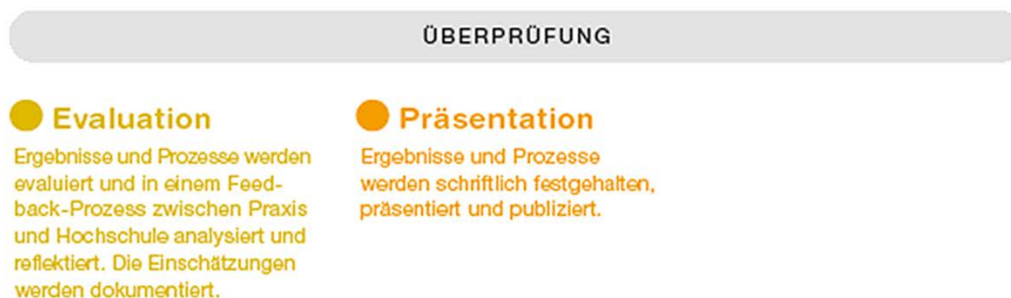 ÜBERPRÜFUNG
Evaluation
Ergebnisse und Prozesse werden
evaluiert und in einem Feed-
back-Prozess zwischen Praxis
und Hochschule analysiert und
reflektiert. Die Einschätzungen
werden dokumentiert.
Präsentation
Ergebnisse und Prozesse
werden schriftlich festgehalten,
präsentiert und publiziert.